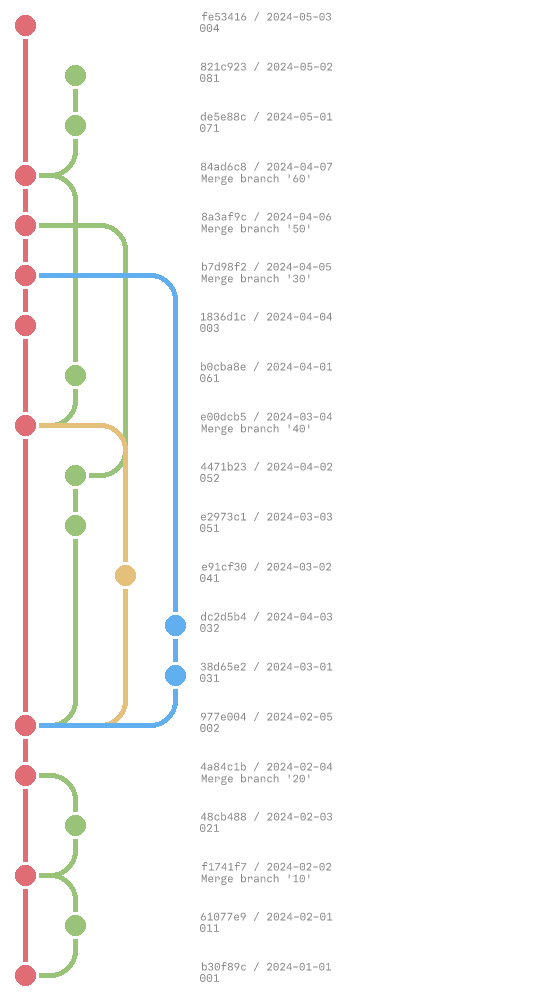 fe53416 / 2024-05-03
004
821c923 / 2024-05-02
081
de5e88c / 2024-05-01
071
84ad6c8 / 2024-04-07
Merge branch '60'
8a3af9c / 2024-04-06
Merge branch '50'
b7d98f2 / 2024-04-05
Merge branch '30'
1836d1c / 2024-04-04
003
b0cba8e / 2024-04-01
061
e00dcb5 / 2024-03-04
Merge branch '40'
4471b23 / 2024-04-02
052
e2973c1 / 2024-03-03
051
e91cf30 / 2024-03-02
041
dc2d5b4 / 2024-04-03
032
38d65e2 / 2024-03-01
031
977e004 / 2024-02-05
002
4a84c1b / 2024-02-04
Merge branch '20'
48cb488 / 2024-02-03
021
f1741f7 / 2024-02-02
Merge branch '10'
61077e9 / 2024-02-01
011
b30f89c / 2024-01-01
001